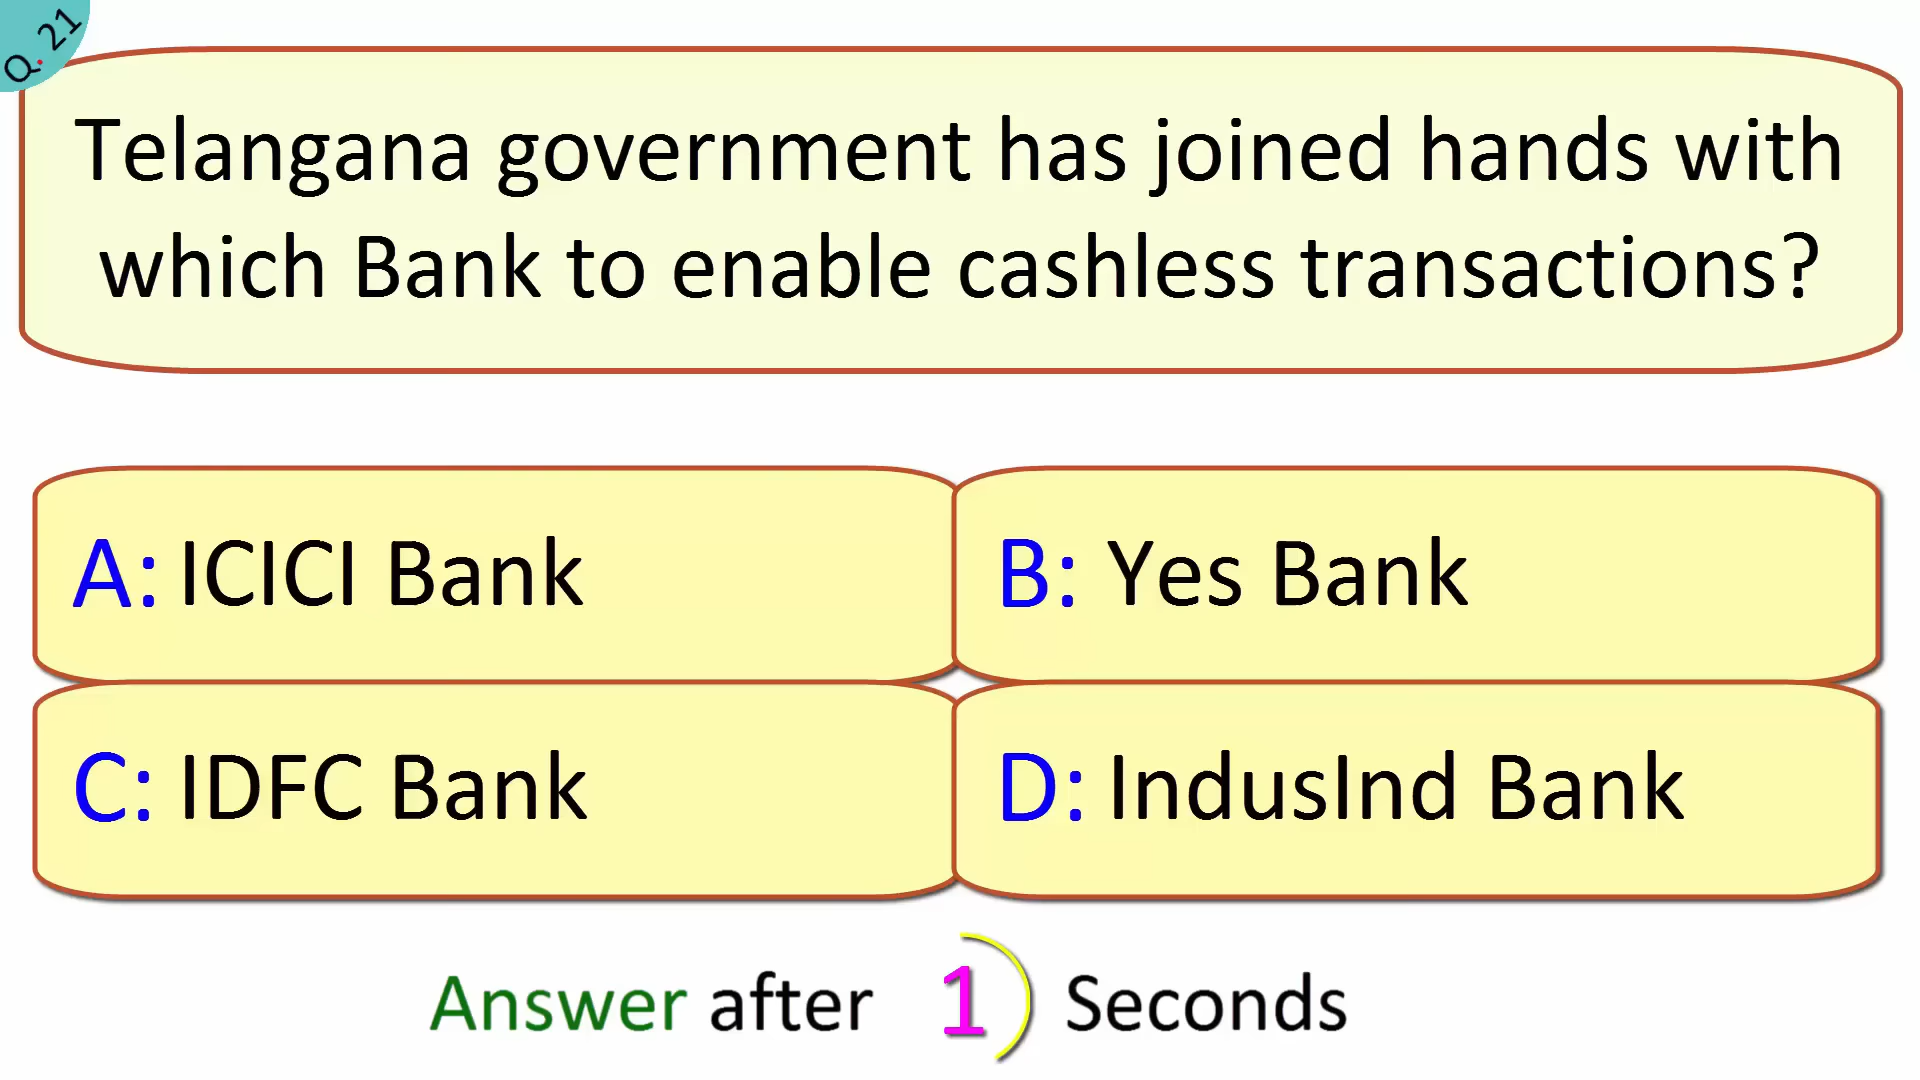 Q. 21
Telangana government has joined hands with
which Bank to enable cashless transactions?
A: ICICI Bank
B: Yes Bank
C: IDFC Bank
D: IndusInd Bank
Answer after 1 Seconds